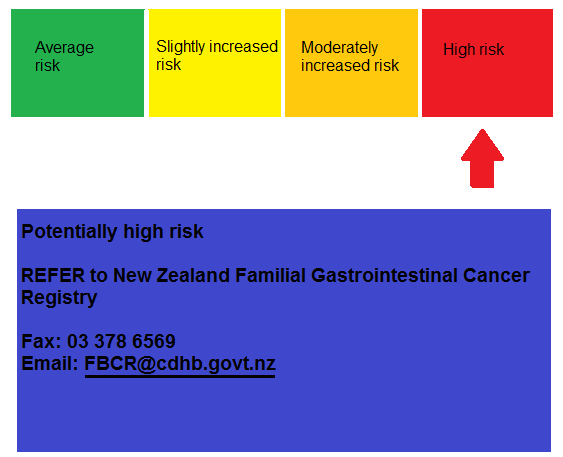 Average
risk
Slightly increased
risk
Moderately
increased risk
High risk
Potentially high risk
REFER to New Zealand Familial Gastrointestinal Cancer
Registry
Fax: 03 378 6569
Email: FBCR@cdhb.govt.nz